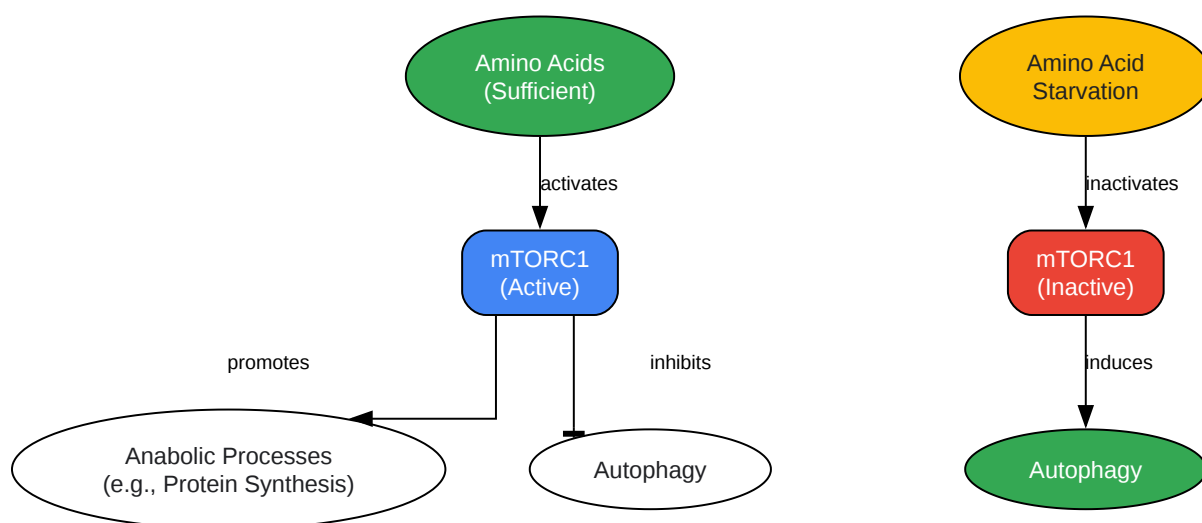 Amino Acids
(Sufficient)
Amino Acid
Starvation
activates
inactivates
mTORC1
(Active)
mTORC1
(Inactive)
promotes
inhibits
induces
Anabolic Processes
(e.g., Protein Synthesis)
Autophagy
Autophagy